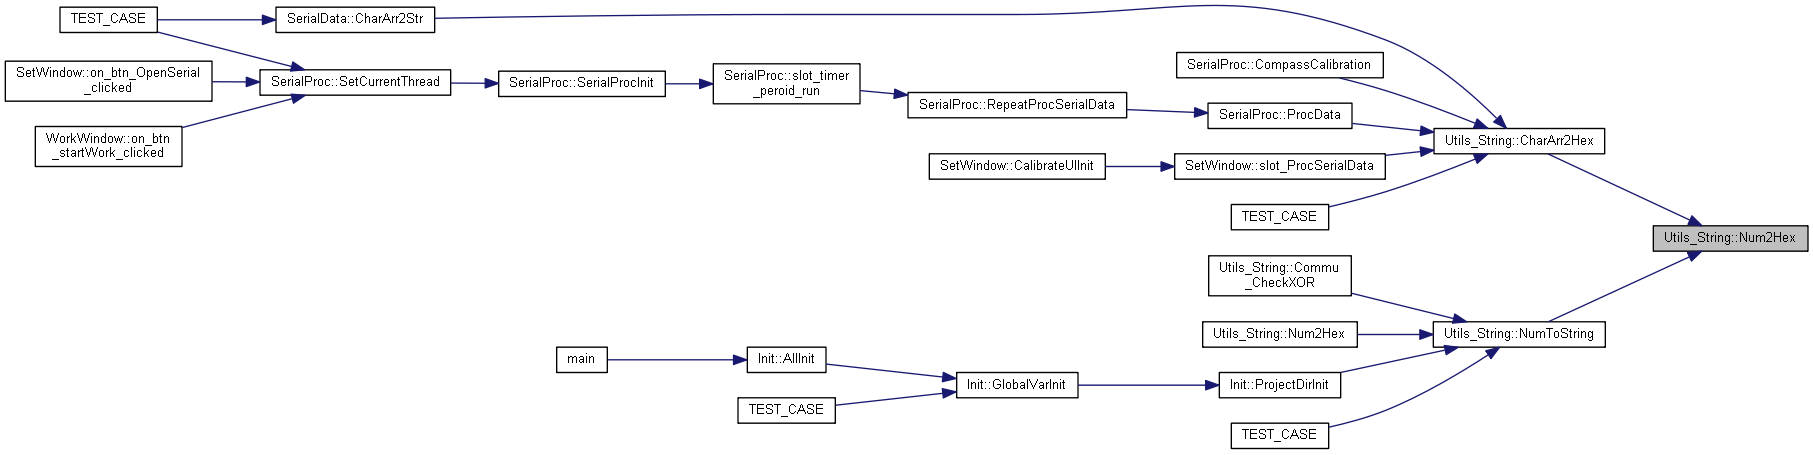 TEST_CASE
SerialData::CharArr2Str
SetWindow::on_btn_OpenSerial
_clicked
SerialProc::SetCurrentThread
SerialProc::SerialProcInit
SerialProc::slot_timer
_peroid_run
SerialProc::RepeatProcSerialData
SerialProc::CompassCalibration
SerialProc::ProcData
WorkWindow::on_btn
_startWork_clicked
Utils_String::CharArr2Hex
SetWindow::CalibrateUIInit
SetWindow::slot_ProcSerialData
TEST_CASE
Utils_String::Num2Hex
Utils_String::Commu
_CheckXOR
Utils_String::Num2Hex
Utils_String::NumToString
main
Init::AllInit
Init::GlobalVarInit
Init::ProjectDirInit
TEST_CASE
TEST_CASE